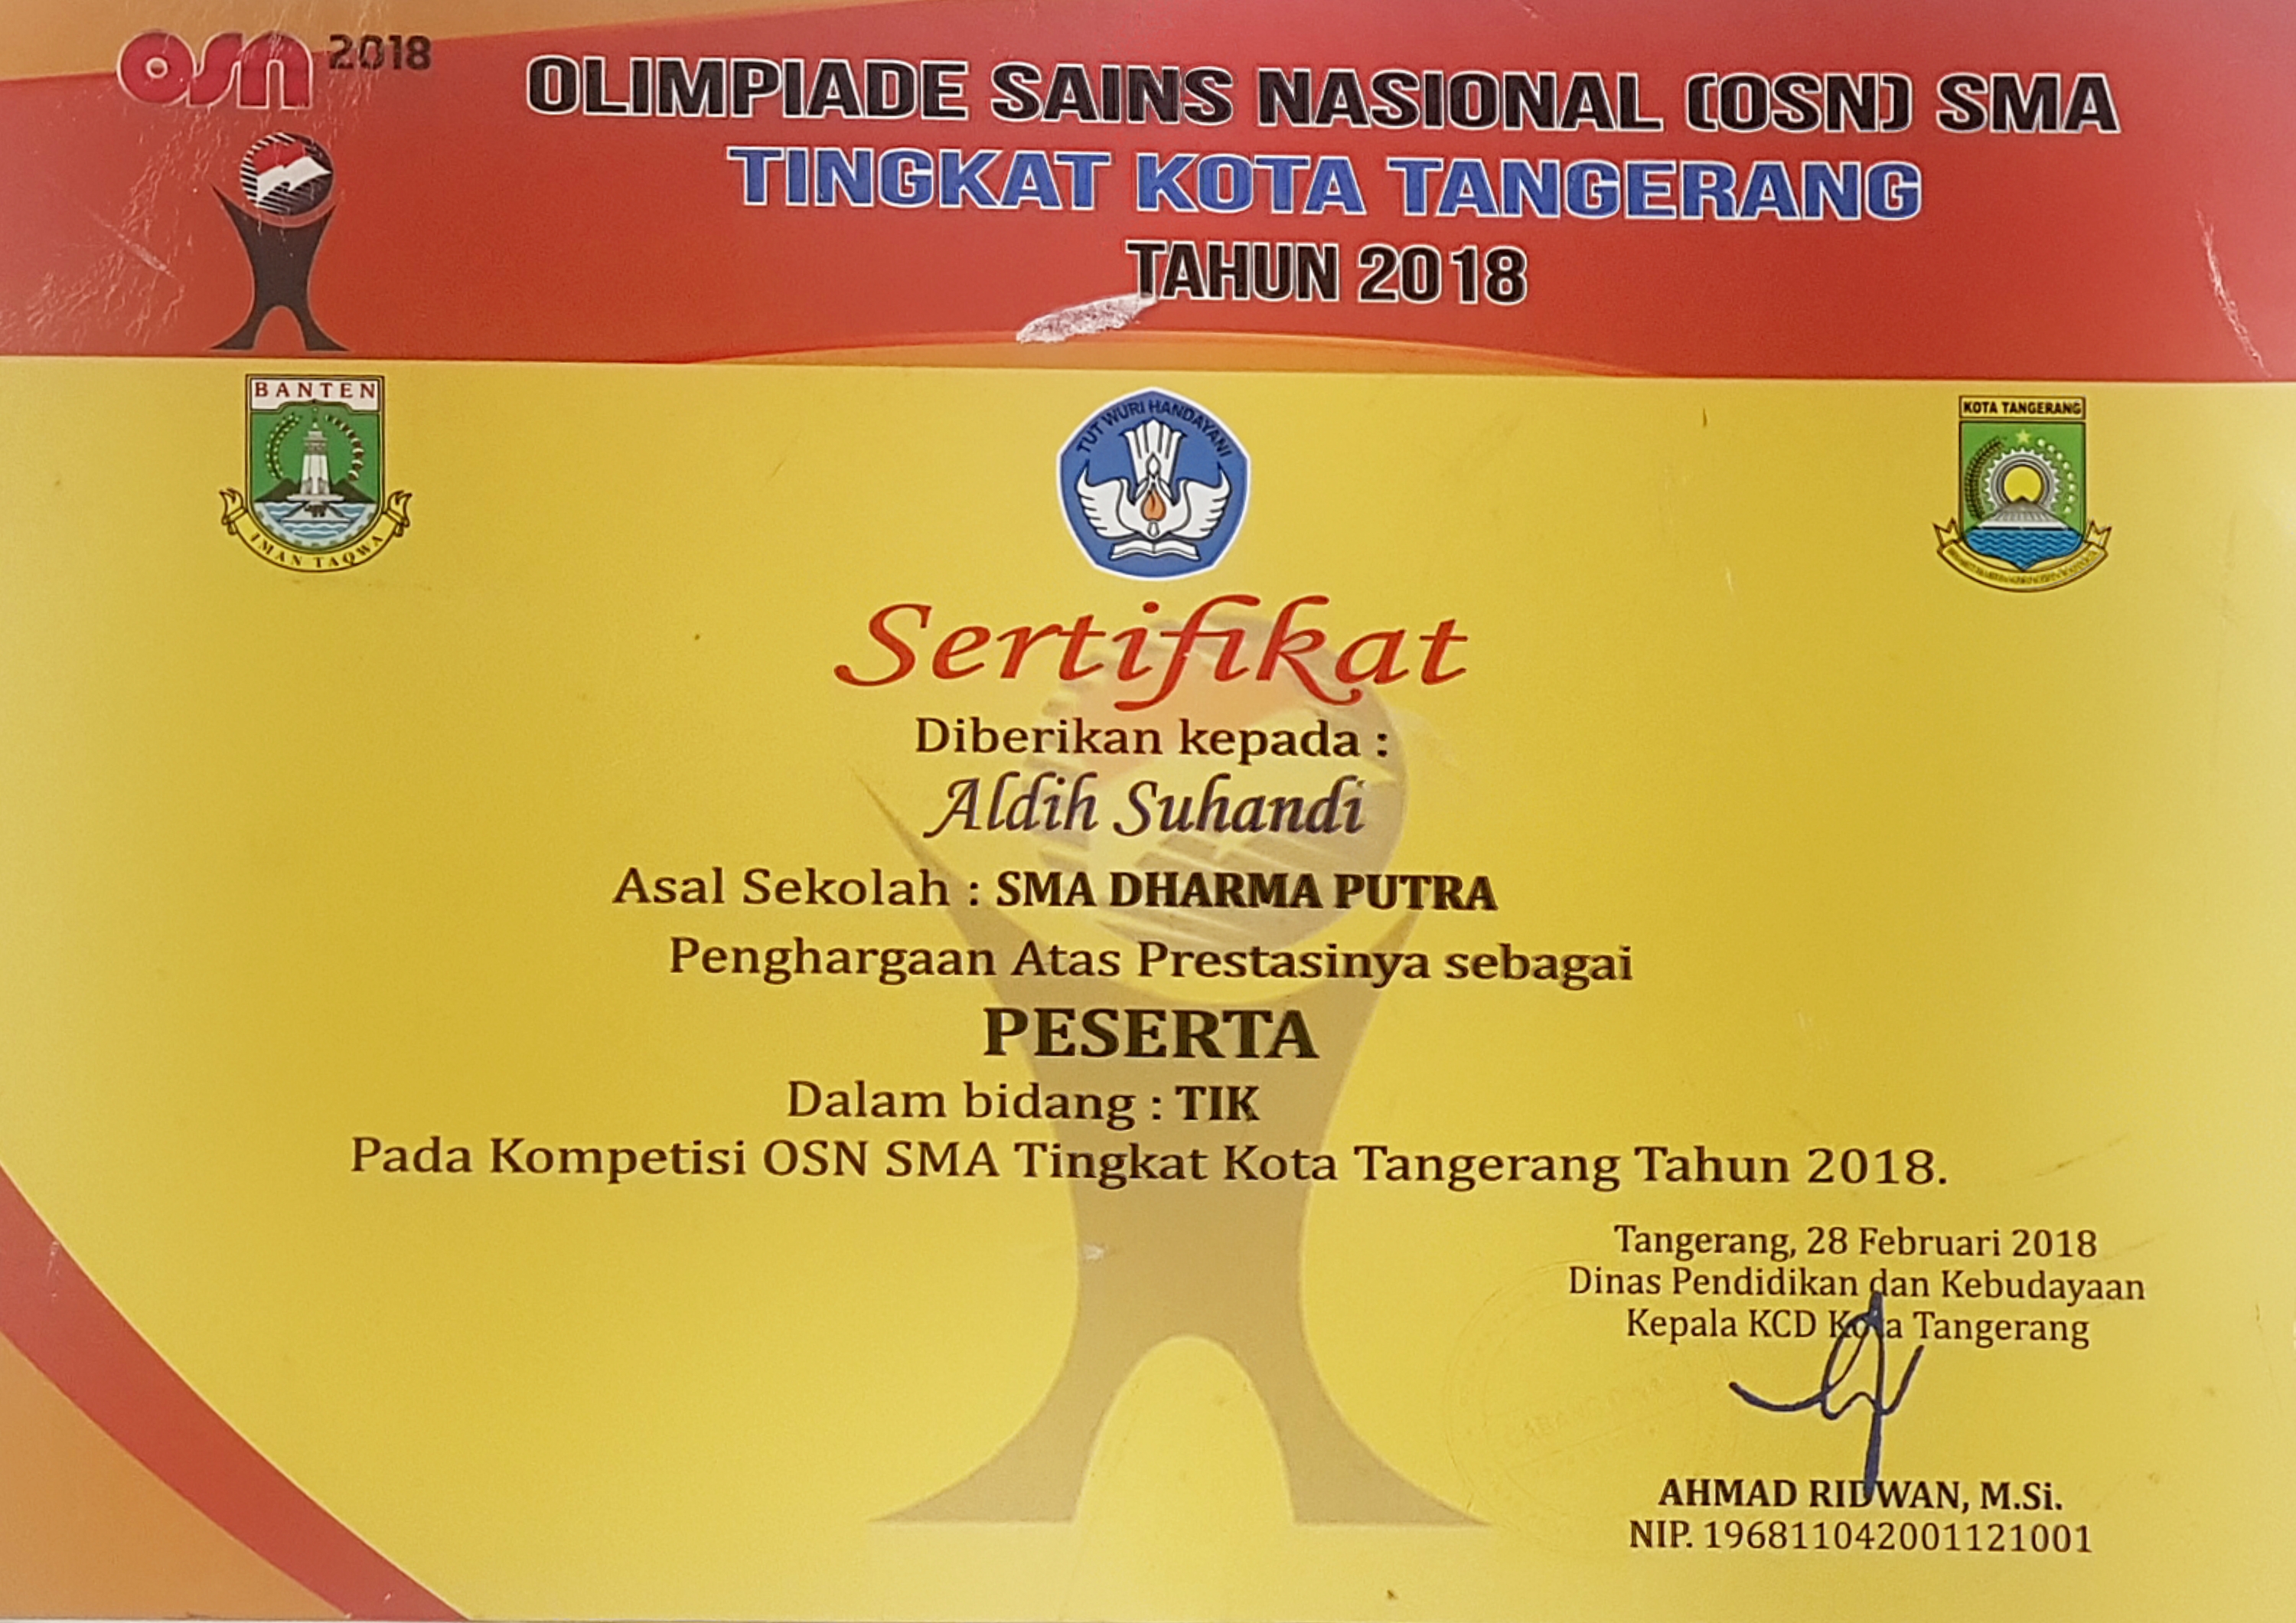 osn 2018
OLIMPIADE SAINS NASIONAL (OSN) SMA
TINGKAT KOTA TANGERANG
TAHUN 2018
BANTEN
IMAN TAQWA
TUT WURI HANDAYANI
KOTA TANGERANG
Sertifikat
Diberikan kepada :
Aldih Suhandi
Asal Sekolah : SMA DHARMA PUTRA
Penghargaan Atas Prestasinya sebagai
PESERTA
Dalam bidang : TIK
Pada Kompetisi OSN SMA Tingkat Kota Tangerang Tahun 2018.
Tangerang, 28 Februari 2018
Dinas Pendidikan dan Kebudayaan
Kepala KCD Kota Tangerang
AHMAD RIDWAN, M.Si.
NIP. 196811042001121001